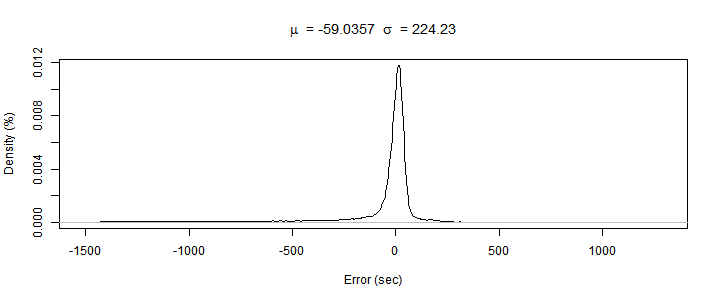 μ = -59.0357 σ = 224.23
Density (%)
0.012
0.008
0.004
0.000
-1500 -1000 -500 0 500 1000
Error (sec)